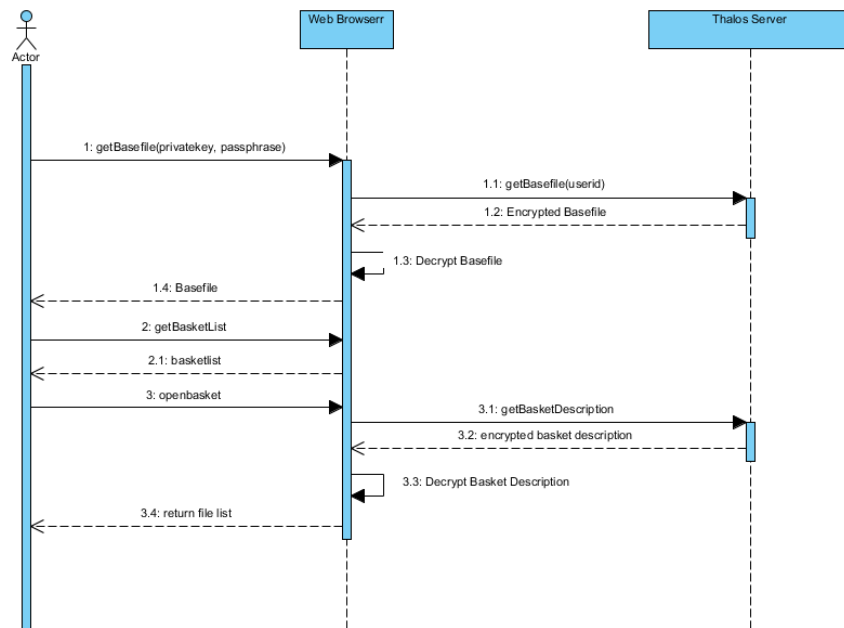 Web Browserr
Thalos Server
Actor
1: getBasefile(privatekey, passphrase)
1.1: getBasefile(userid)
1.2: Encrypted Basefile
1.3: Decrypt Basefile
1.4: Basefile
2: getBasketList
2.1: basketlist
3: openbasket
3.1: getBasketDescription
3.2: encrypted basket description
3.3: Decrypt Basket Description
3.4: return file list